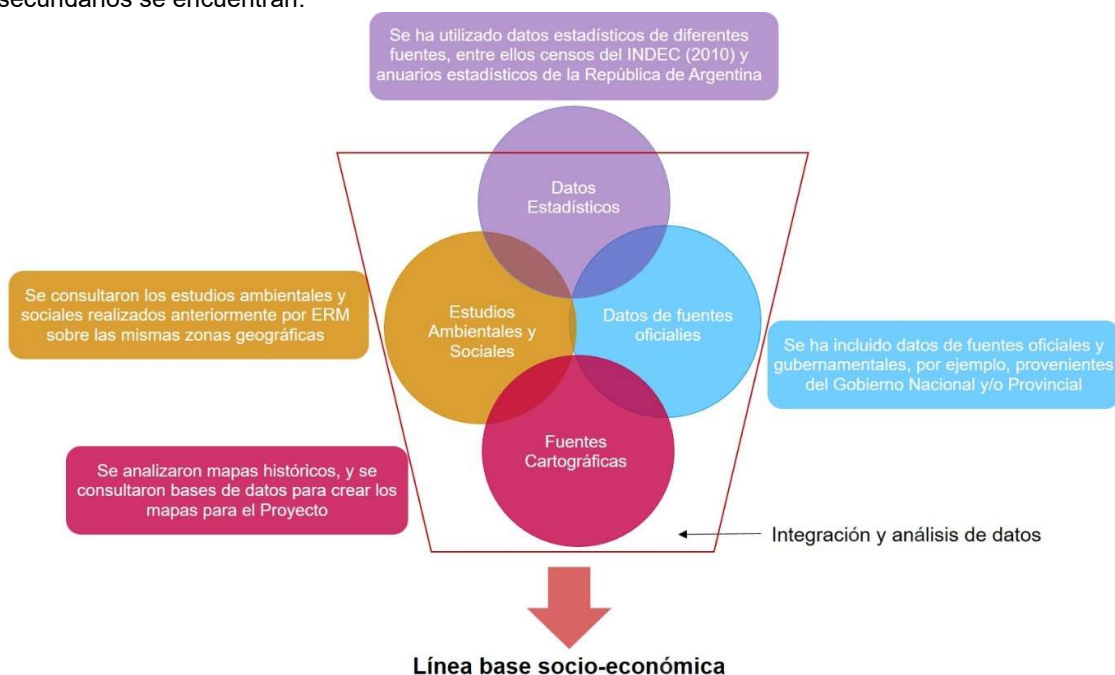 secundarios se encuentran:
Se ha utilizado datos estadísticos de diferentes
fuentes, entre ellos censos del INDEC (2010) y
anuarios estadísticos de la República de Argentina
Datos
Estadísticos
Se consultaron los estudios ambientales y
sociales realizados anteriormente por ERM
sobre las mismas zonas geográficas
Estudios
Ambientales y
Sociales
Datos de fuentes
oficialies
Se ha incluido datos de fuentes oficiales y
gubernamentales, por ejemplo, provenientes
del Gobierno Nacional y/o Provincial
Fuentes
Cartográficas
Se analizaron mapas históricos, y se
consultaron bases de datos para crear los
mapas para el Proyecto
Integración y análisis de datos
Línea base socio-económica